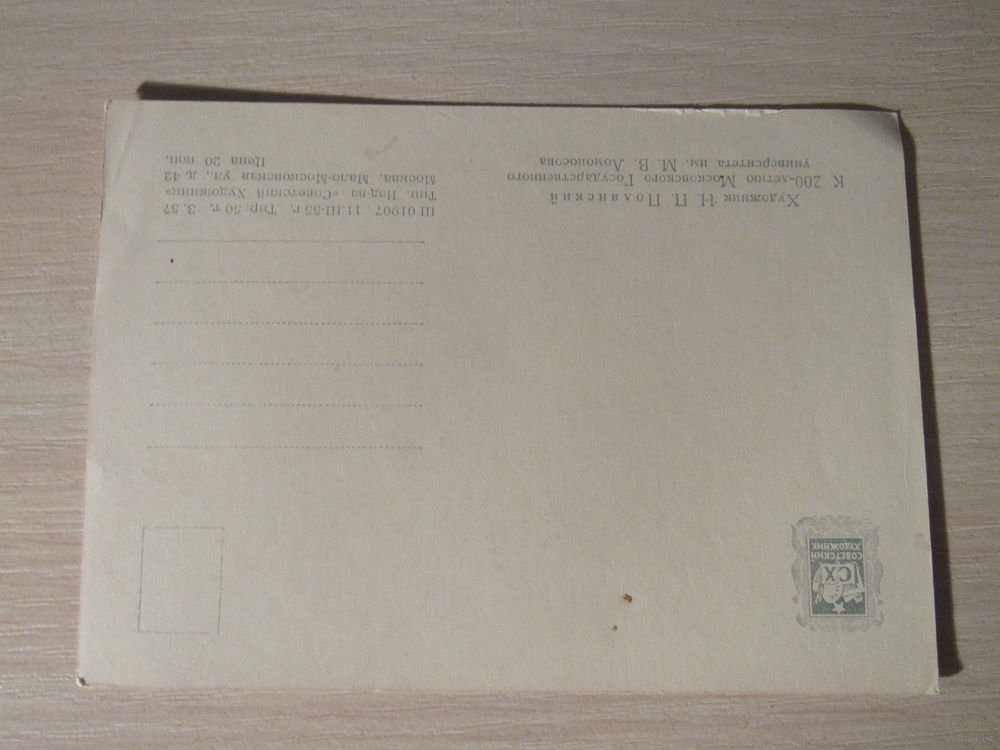 СОВЕТСКИЙ
ХУДОЖНИК
СХ
Художник Н. П. Полянский
К 200-летию Московского Государственного
университета им. М. В. Ломоносова
Ш 01907 11.III-55 г. Тир. 50 т. З. 57
Тип. Изд-ва «Советский Художник»
Москва, Мало-Московская ул., д. 42
Цена 20 коп.